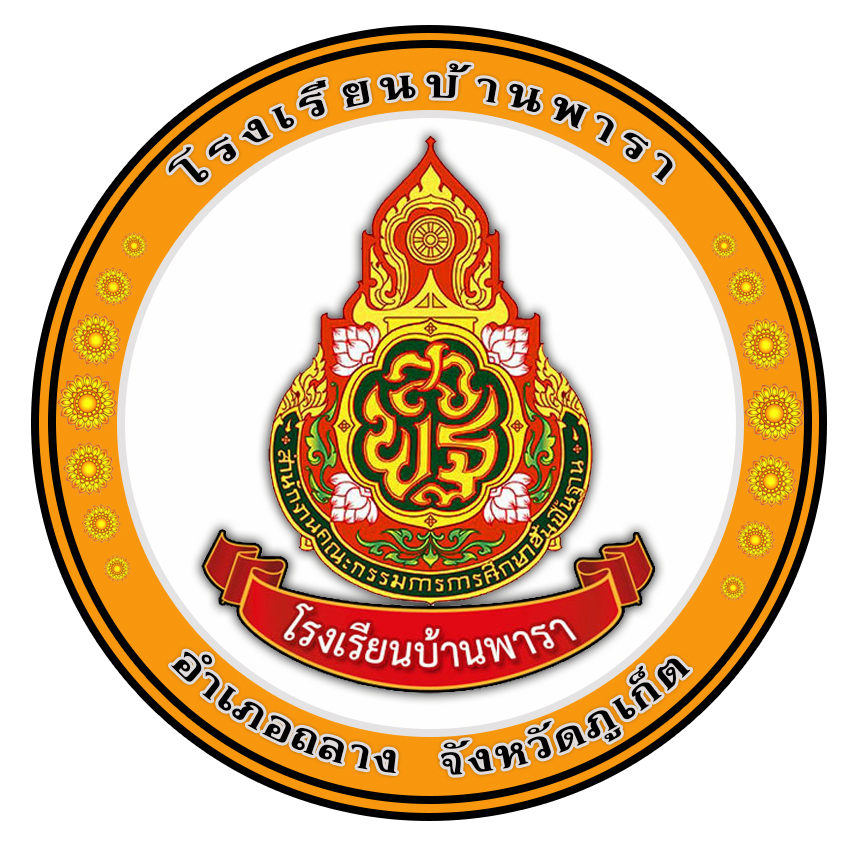 โรงเรียนบ้านพารา
สพฐ
สำนักงานคณะกรรมการการศึกษาขั้นพื้นฐาน
โรงเรียนบ้านพารา
อำเภอถลาง จังหวัดภูเก็ต